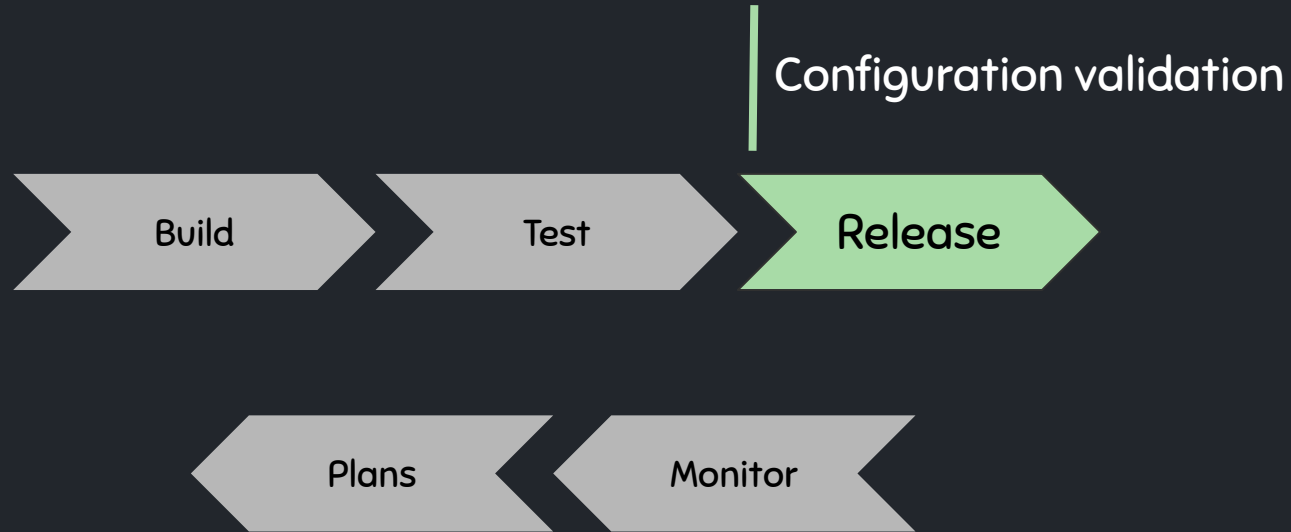 Configuration validation
Build
Test
Release
Plans
Monitor